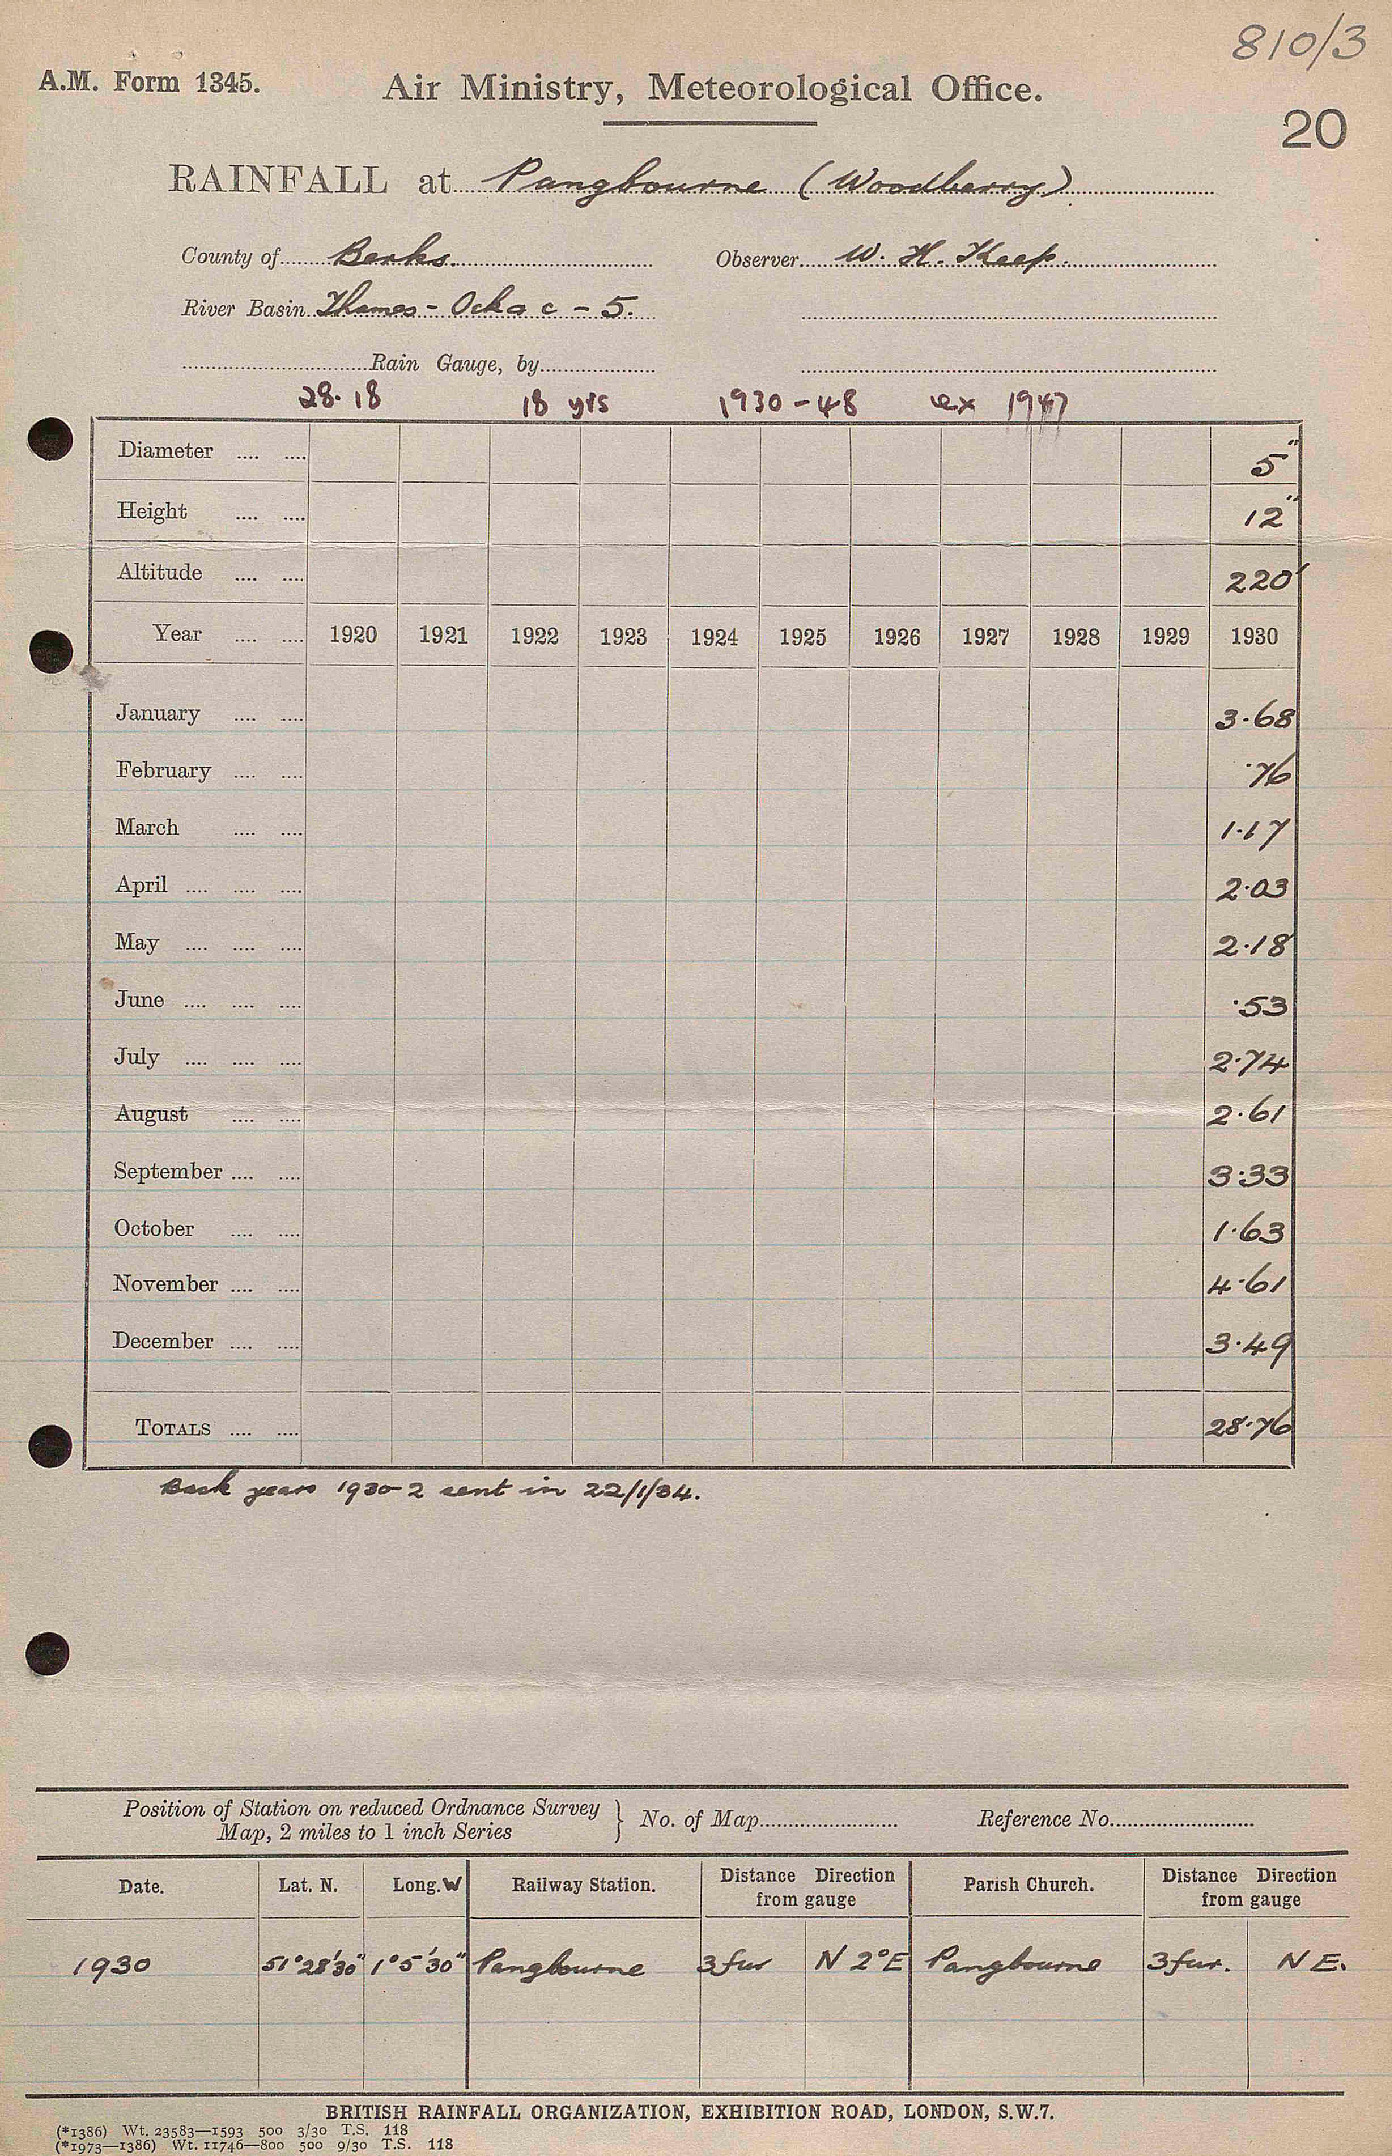 810/3
A.M. Form 1345. Air Ministry, Meteorological Office.
20
RAINFALL at Pangbourne (Woodberry)
County of Berks Observer W. H. Keep.
River Basin Thames - Ock a c - 5.
Rain Gauge, by
28.18 18 yrs 1930-48 ex 1947
Diameter .... .... 5"
Height .... .... 12"
Altitude .... .... 220'
Year .... .... 1920 1921 1922 1923 1924 1925 1926 1927 1928 1929 1930
January .... .... 3.68
February .... .... .76
March .... .... 1.17
April .... .... .... 2.03
May .... .... .... 2.18
June .... .... .... .53
July .... .... .... 2.74
August .... .... 2.61
September .... .... 3.33
October .... .... 1.63
November .... .... 4.61
December .... .... 3.49
TOTALS .... .... 28.76
Back years 1930-2 sent in 22/1/34.
Position of Station on reduced Ordnance Survey
Map, 2 miles to 1 inch Series } No. of Map Reference No.
Date. Lat. N. Long. W Railway Station. Distance Direction from gauge Parish Church. Distance Direction from gauge
1930 51°28'30" 1°5'30" Pangbourne 3 fur N 2°E Pangbourne 3 fur. N E.
BRITISH RAINFALL ORGANIZATION, EXHIBITION ROAD, LONDON, S.W.7.
(*1386) Wt. 23583—1593 500 3/30 T.S. 118
(*1973—1386) Wt. 11746—800 500 9/30 T.S. 118